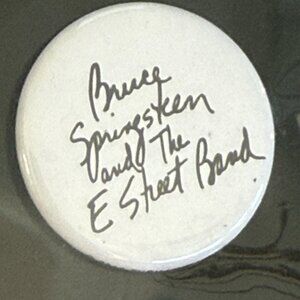 Bruce
Springsteen
and The
E Street Band